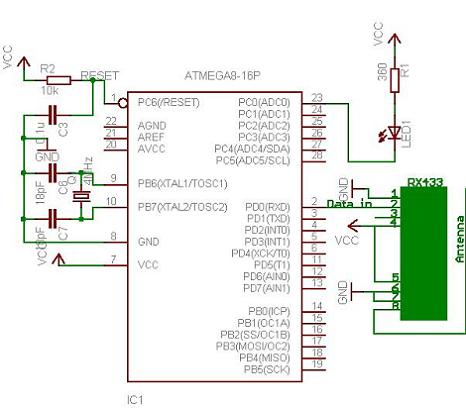 VCC
R2
10k
RESET
ATMEGA8-16P
VCC
360
R1
LED1
1
PC6(/RESET)
PC0(ADC0)
23
PC1(ADC1)
24
PC2(ADC2)
25
PC3(ADC3)
26
PC4(ADC4/SDA)
27
PC5(ADC5/SCL)
28
C3
GND
22
AGND
21
AREF
20
AVCC
18pF
C6
4MHz
9
PB6(XTAL1/TOSC1)
10
PB7(XTAL2/TOSC2)
C7
8
GND
7
VCC
PD0(RXD)
2
Data in
PD1(TXD)
3
PD2(INT0)
4
PD3(INT1)
5
PD4(XCK/T0)
6
PD5(T1)
11
PD6(AIN0)
12
PD7(AIN1)
13
PB0(ICP)
14
PB1(OC1A)
15
PB2(SS/OC1B)
16
PB3(MOSI/OC2)
17
PB4(MISO)
18
PB5(SCK)
19
GND
VCC
GND
RX433
1
2
3
4
5
6
7
8
Antenna
IC1